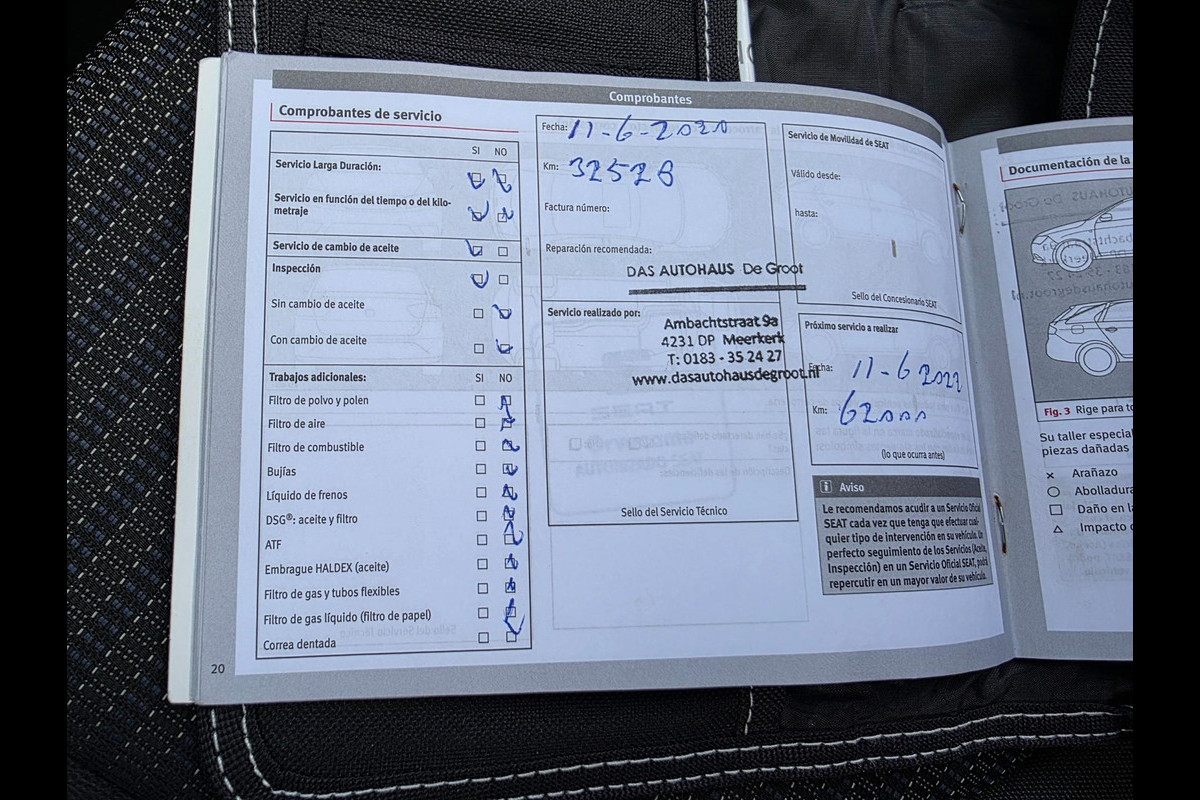 Comprobantes
Comprobantes de servicio
SI NO
Servicio Larga Duración:
Servicio en función del tiempo o del kilo-
metraje
Servicio de cambio de aceite
Inspección
Sin cambio de aceite
Con cambio de aceite
Trabajos adicionales: SI NO
Filtro de polvo y polen
Filtro de aire
Filtro de combustible
Bujías
Líquido de frenos
DSG®: aceite y filtro
ATF
Embrague HALDEX (aceite)
Filtro de gas y tubos flexibles
Filtro de gas líquido (filtro de papel)
Correa dentada
20
Fecha: 11-6-2020
Km: 32528
Factura número:
Reparación recomendada:
DAS AUTOHAUS De Groot
Servicio realizado por:
Ambachtstraat 9a
4231 DP Meerkerk
T: 0183 - 35 24 27
www.dasautohausdegroot.nl
Sello del Servicio Técnico
Servicio de Movilidad de SEAT
Válido desde:
hasta:
Sello del Concesionario SEAT
Próximo servicio a realizar
Fecha: 11-6 2022
Km: 62000
(lo que ocurra antes)
i Aviso
Le recomendamos acudir a un Servicio Oficial
SEAT cada vez que tenga que efectuar cual-
quier tipo de intervención en su vehículo. Un
perfecto seguimiento de los Servicios (Aceite,
Inspección) en un Servicio Oficial SEAT, podrá
repercutir en un mayor valor de su vehículo.
Documentación de la
Fig. 3 Rige para
Su taller especial
piezas dañadas
Arañazo
Abolladura
Daño en
Impacto